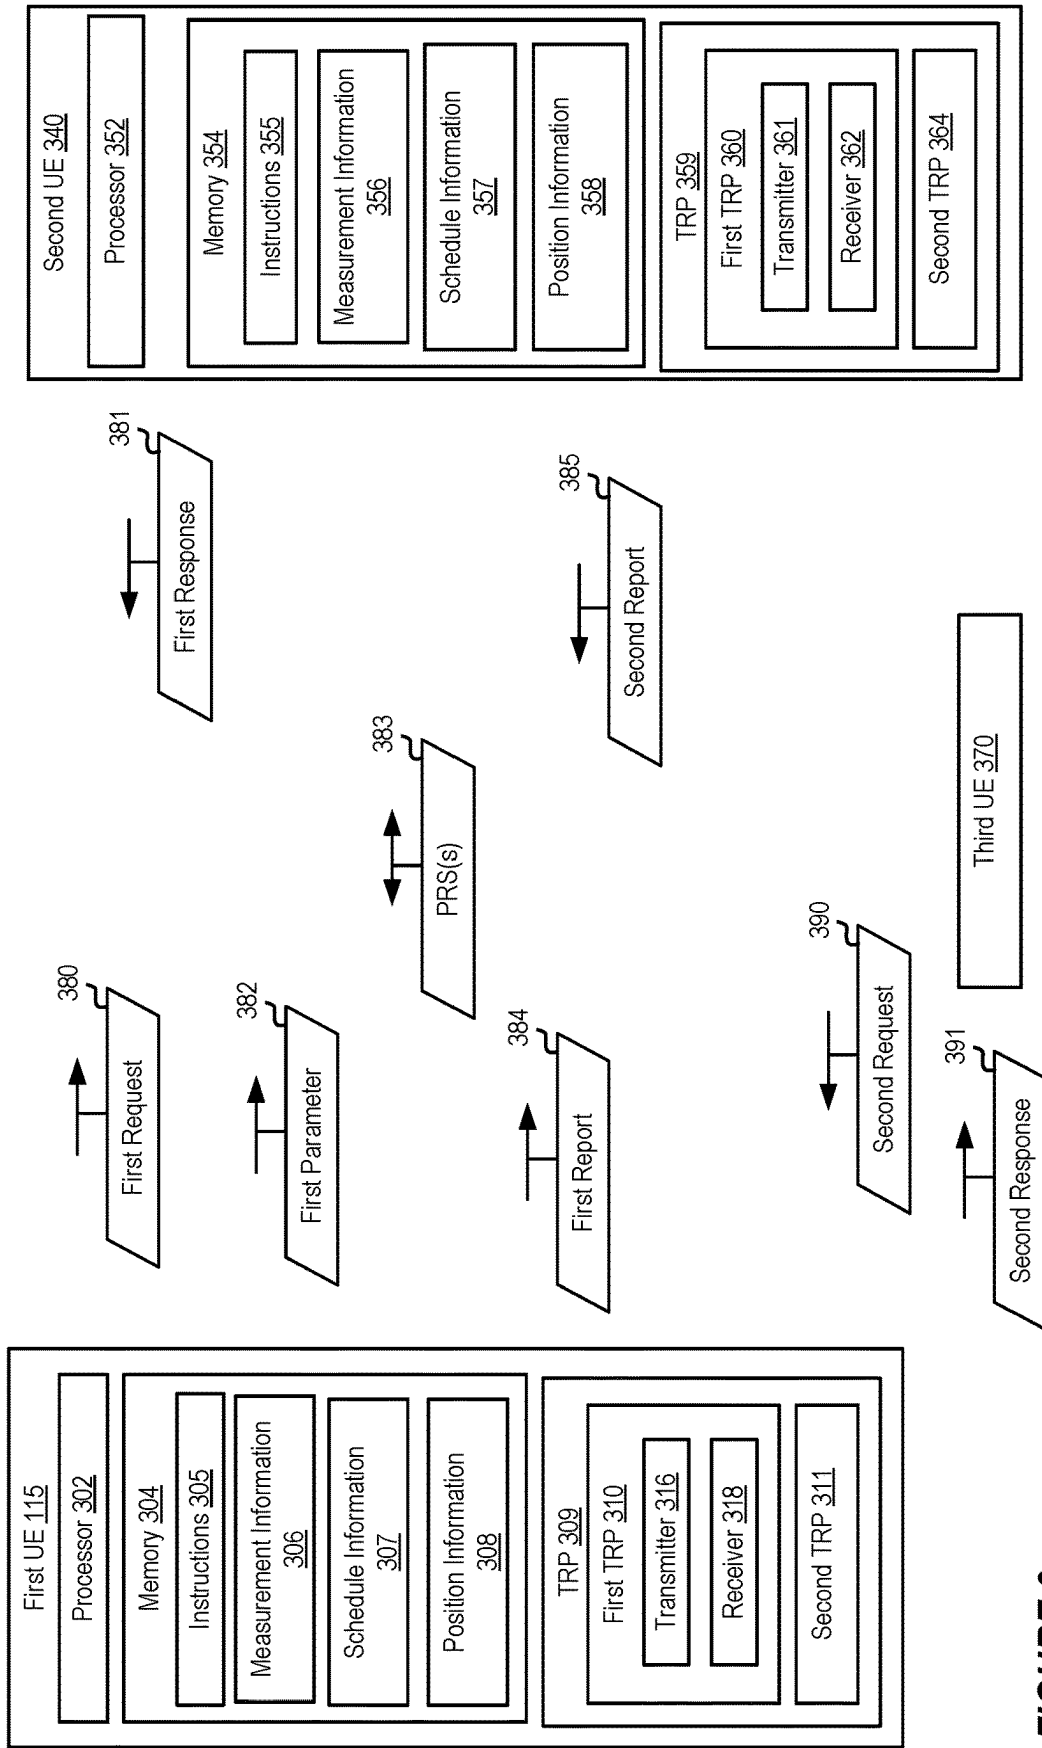 First UE 115
Processor 302
Memory 304
Instructions 305
Measurement Information
306
Schedule Information
307
Position Information
308
TRP 309
First TRP 310
Transmitter 316
Receiver 318
Second TRP 311
380
First Request
382
First Parameter
384
First Report
383
PRS(s)
381
First Response
385
Second Report
390
Second Request
391
Second Response
Third UE 370
Second UE 340
Processor 352
Memory 354
Instructions 355
Measurement Information
356
Schedule Information
357
Position Information
358
TRP 359
First TRP 360
Transmitter 361
Receiver 362
Second TRP 364